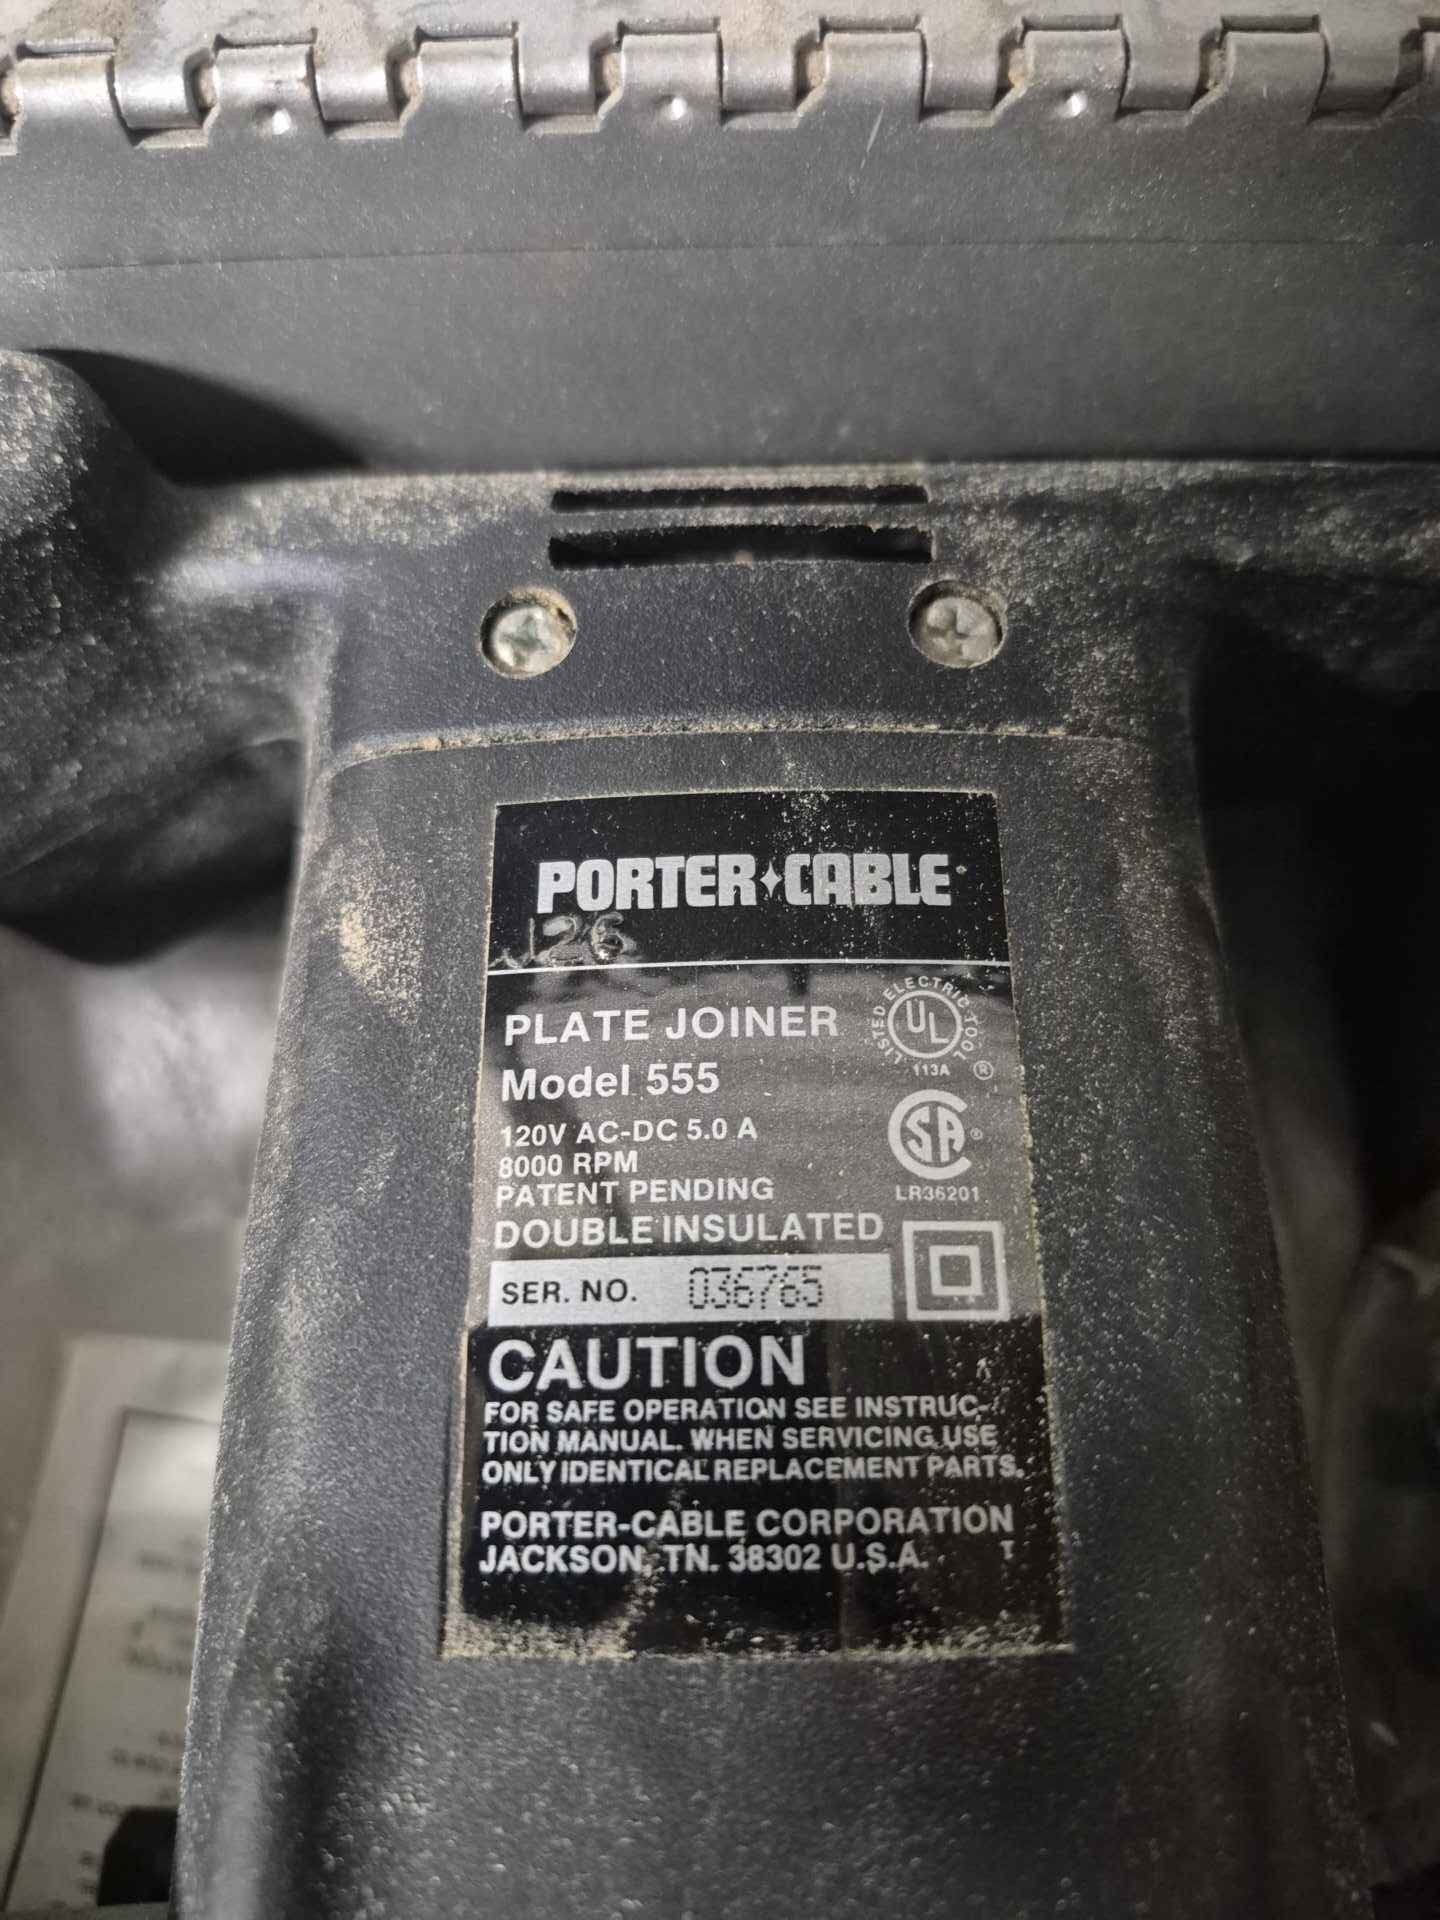 PORTER+CABLE
J26
PLATE JOINER
Model 555
120V AC-DC 5.0 A
8000 RPM
PATENT PENDING
DOUBLE INSULATED
LISTED ELECTRIC TOOL
UL
113A ®
SA ®
LR36201
SER. NO. 036765
CAUTION
FOR SAFE OPERATION SEE INSTRUC-
TION MANUAL. WHEN SERVICING USE
ONLY IDENTICAL REPLACEMENT PARTS.
PORTER-CABLE CORPORATION
JACKSON, TN. 38302 U.S.A.